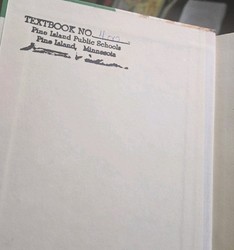 TEXTBOOK NO.
Pine Island Public Schools
Pine Island, Minnesota